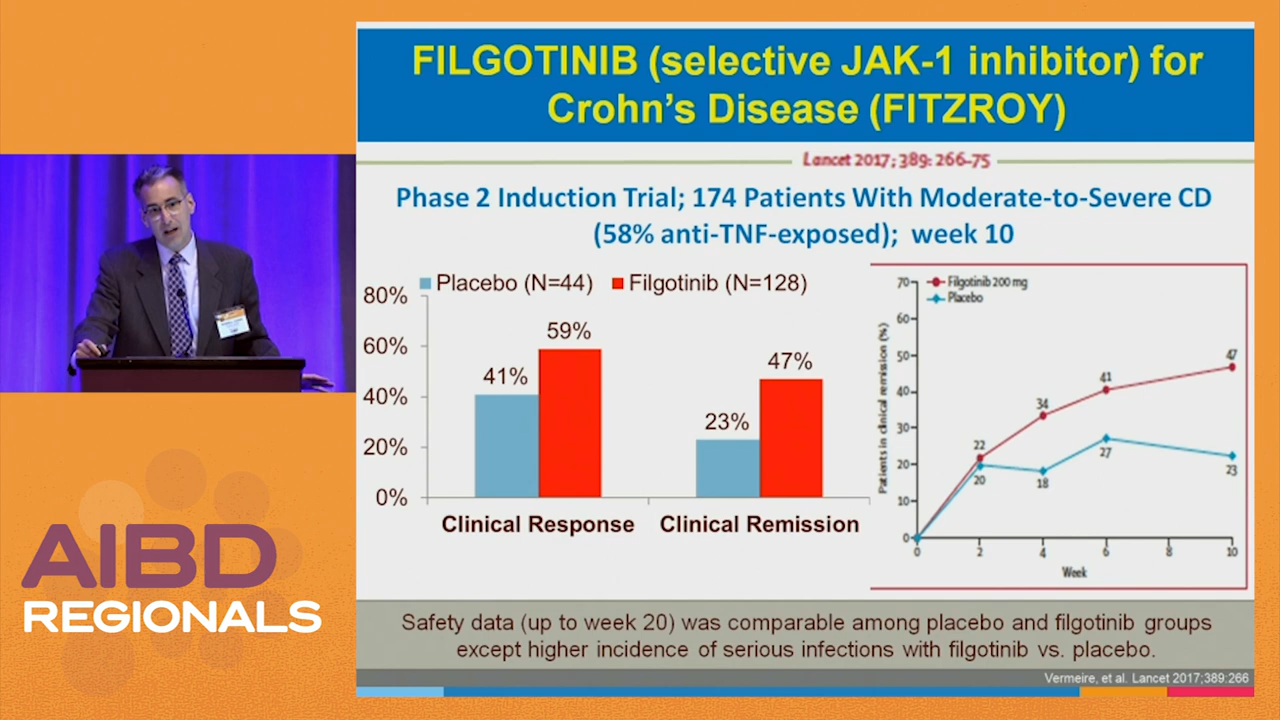 FILGOTINIB (selective JAK-1 inhibitor) for
Crohn's Disease (FITZROY)
Lancet 2017; 389: 266-75
Phase 2 Induction Trial; 174 Patients With Moderate-to-Severe CD
(58% anti-TNF-exposed); week 10
Placebo (N=44) Filgotinib (N=128)
80%
60%
40%
20%
0%
41%
59%
23%
47%
Clinical Response Clinical Remission
Filgotinib 200 mg
Placebo
Patients in clinical remission (%)
70
60
50
40
30
20
10
0
22
34
41
47
20
18
27
23
0 2 4 6 8 10
Week
Safety data (up to week 20) was comparable among placebo and filgotinib groups
except higher incidence of serious infections with filgotinib vs. placebo.
Vermeire, et al. Lancet 2017;389:266
AIBD
REGIONALS